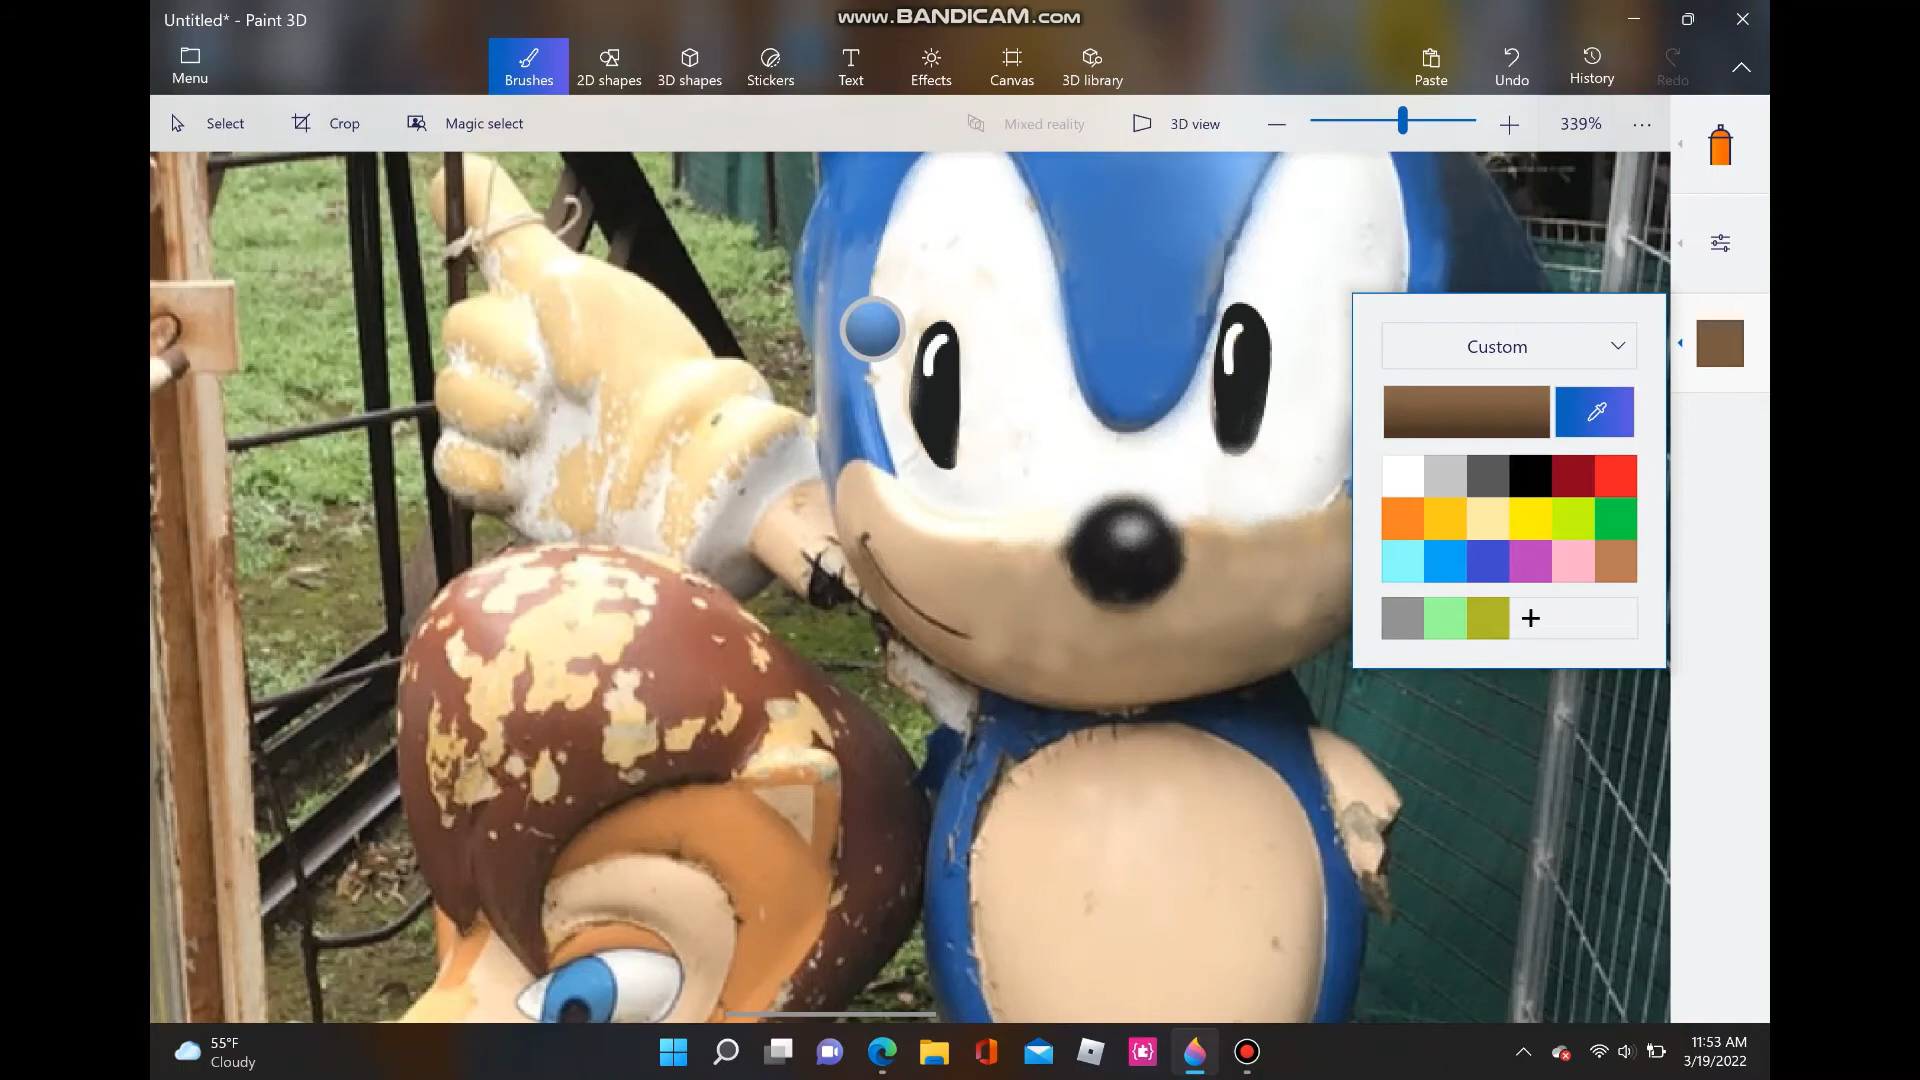 Untitled* - Paint 3D
www.BANDICAM.com
Menu
Brushes
2D shapes
3D shapes
Stickers
Text
Effects
Canvas
3D library
Paste
Undo
History
Redo
Select
Crop
Magic select
Mixed reality
3D view
339%
Custom
55°F
Cloudy
11:53 AM
3/19/2022